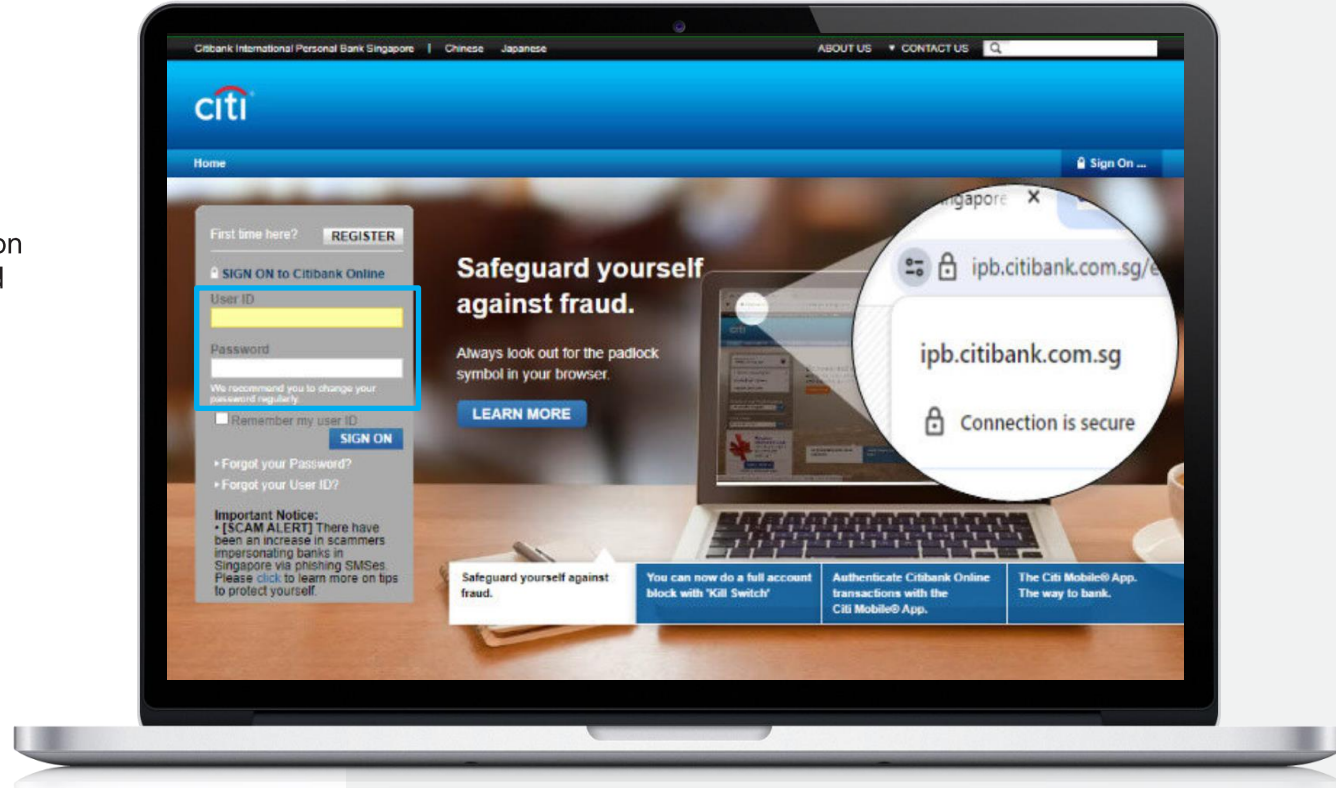 on
d
Citibank International Personal Bank Singapore | Chinese Japanese
ABOUT US ▼ CONTACT US
citi
Home
Sign On ...
First time here? REGISTER
SIGN ON to Citibank Online
User ID
Password
We recommend you to change your
password regularly
Remember my user ID
SIGN ON
Forgot your Password?
Forgot your User ID?
Important Notice:
• [SCAM ALERT] There have
been an increase in scammers
impersonating banks in
Singapore via phishing SMSes.
Please click to learn more on tips
to protect yourself.
Safeguard yourself
against fraud.
Always look out for the padlock
symbol in your browser.
LEARN MORE
ngapore ×
ipb.citibank.com.sg/e
ipb.citibank.com.sg
Connection is secure
Safeguard yourself against
fraud.
You can now do a full account
block with 'Kill Switch'
Authenticate Citibank Online
transactions with the
Citi Mobile® App.
The Citi Mobile® App.
The way to bank.